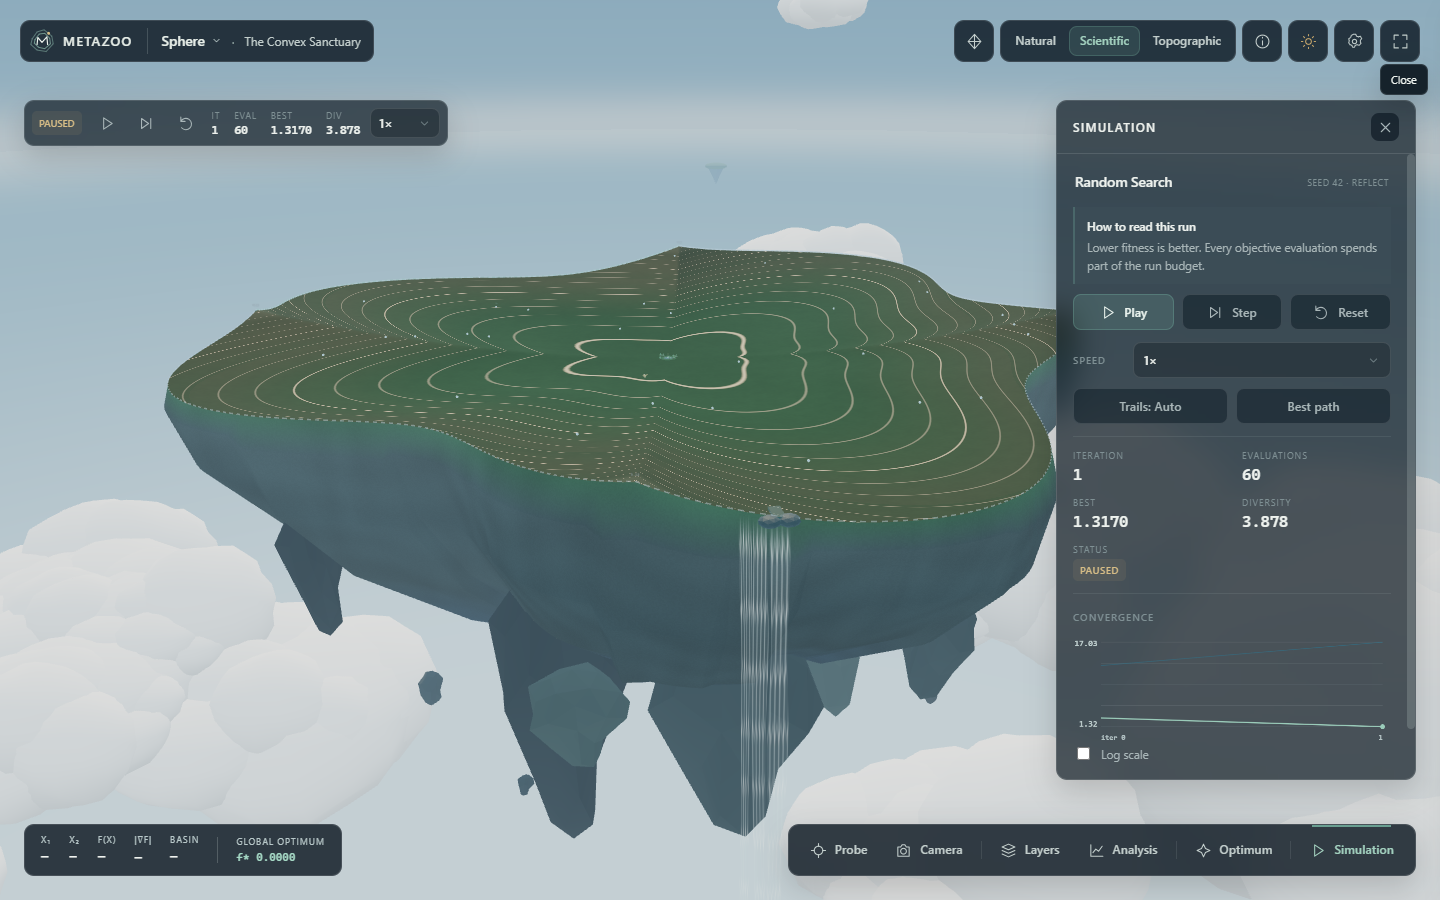 METAZOO
Sphere · The Convex Sanctuary
Natural
Scientific
Topographic
Close
PAUSED
IT
1
EVAL
60
BEST
1.3170
DIV
3.878
1×
SIMULATION
Random Search
SEED 42 · REFLECT
How to read this run
Lower fitness is better. Every objective evaluation spends
part of the run budget.
Play
Step
Reset
SPEED
1×
Trails: Auto
Best path
ITERATION
1
EVALUATIONS
60
BEST
1.3170
DIVERSITY
3.878
STATUS
PAUSED
CONVERGENCE
17.03
1.32
iter 0
1
Log scale
X₁
–
X₂
–
F(X)
–
|∇F|
–
BASIN
–
GLOBAL OPTIMUM
f* 0.0000
Probe
Camera
Layers
Analysis
Optimum
Simulation